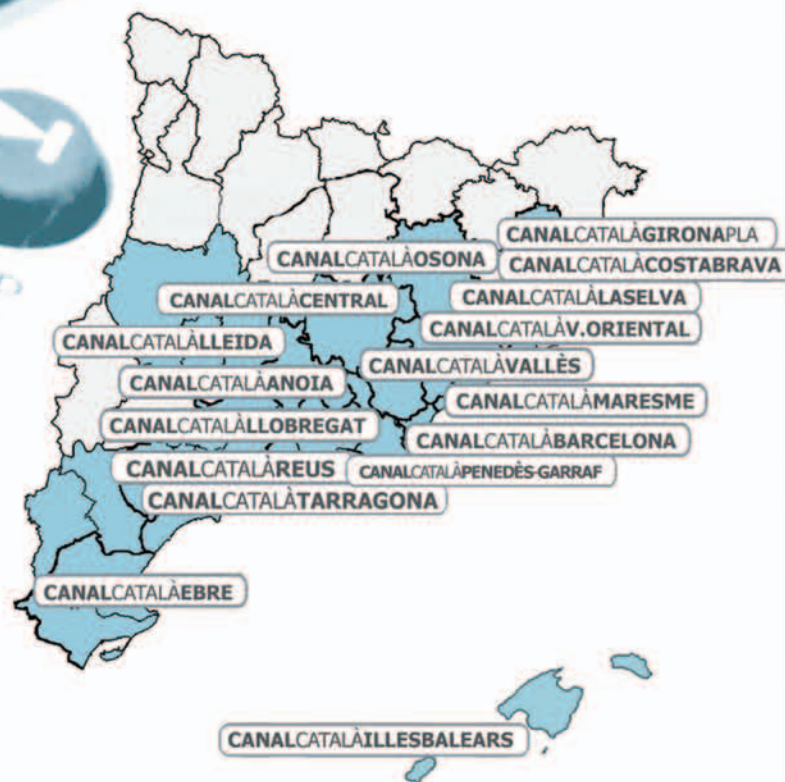 CANALCATALÀGIRONAPLA
CANALCATALÀOSONA
CANALCATALÀCOSTABRAVA
CANALCATALÀCENTRAL
CANALCATALÀLASELVA
CANALCATALÀV.ORIENTAL
CANALCATALÀLLEIDA
CANALCATALÀVALLÈS
CANALCATALÀANOIA
CANALCATALÀMARESME
CANALCATALÀLLOBREGAT
CANALCATALÀBARCELONA
CANALCATALÀREUS
CANALCATALÀPENEDÈS-GARRAF
CANALCATALÀTARRAGONA
CANALCATALÀEBRE
CANALCATALÀILLESBALEARS